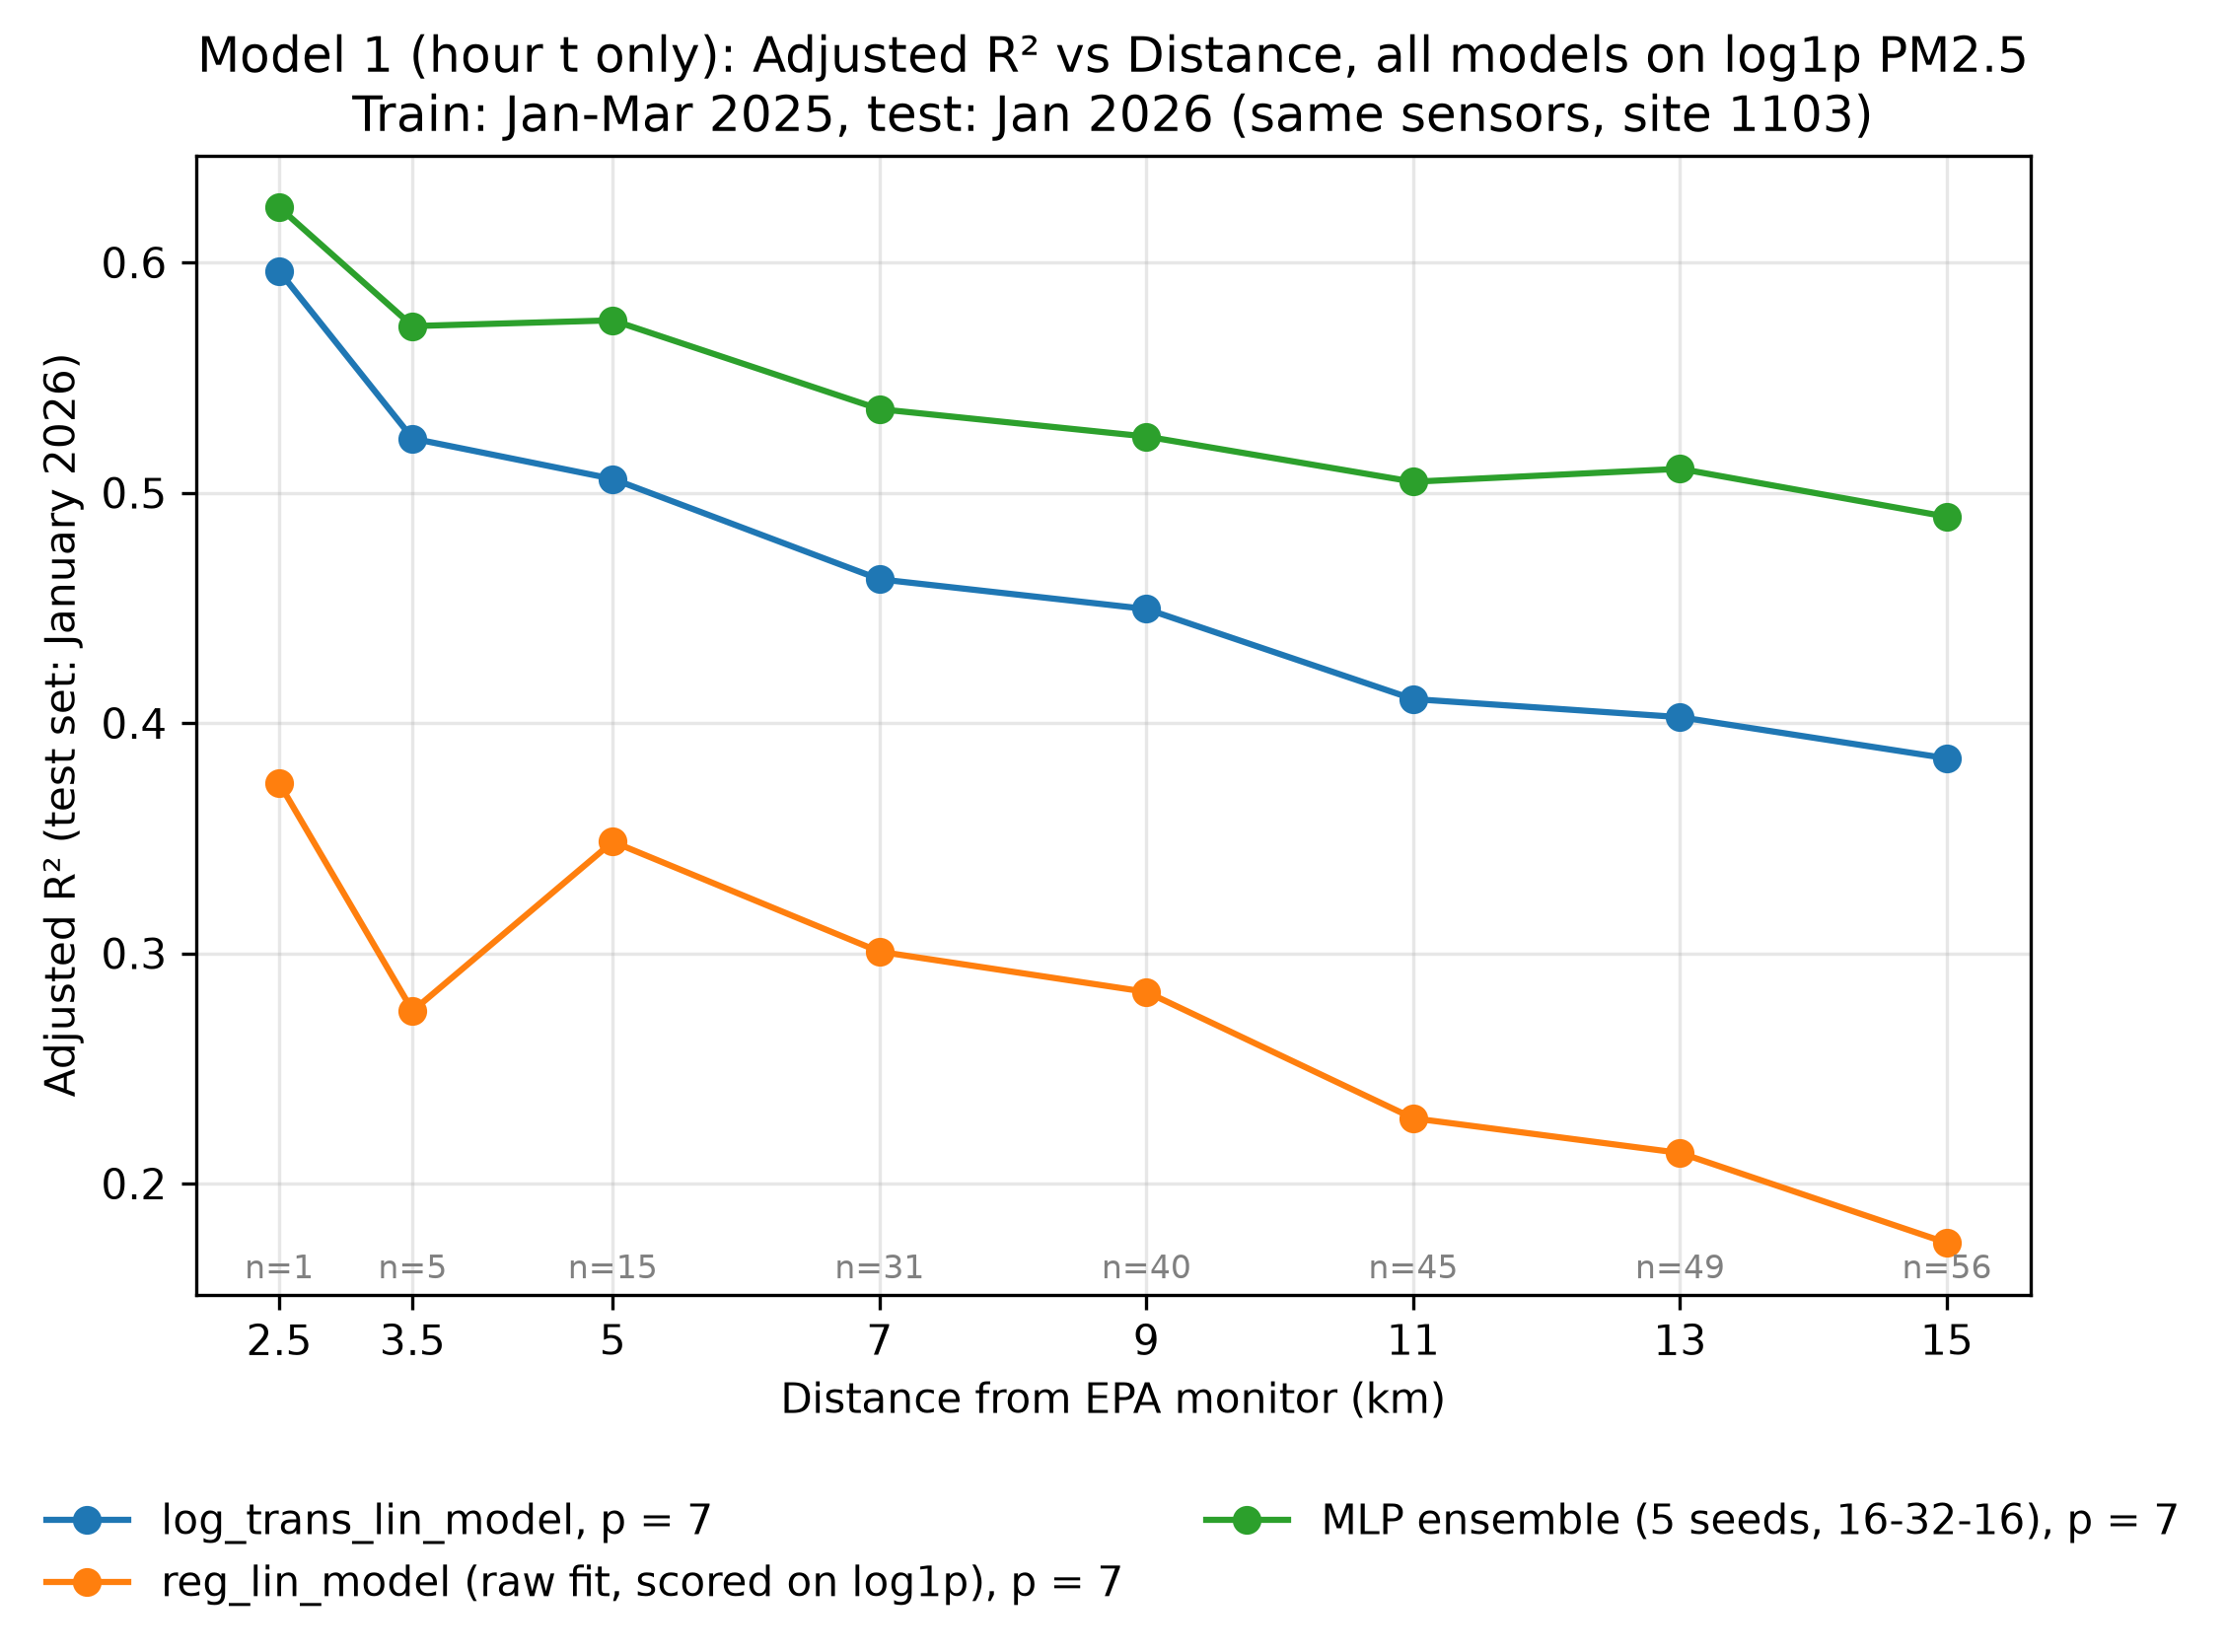 Model 1 (hour t only): Adjusted R² vs Distance, all models on log1p PM2.5
Train: Jan-Mar 2025, test: Jan 2026 (same sensors, site 1103)
Adjusted R² (test set: January 2026)
0.6
0.5
0.4
0.3
0.2
n=1 n=5 n=15 n=31 n=40 n=45 n=49 n=56
2.5 3.5 5 7 9 11 13 15
Distance from EPA monitor (km)
log_trans_lin_model, p = 7
reg_lin_model (raw fit, scored on log1p), p = 7
MLP ensemble (5 seeds, 16-32-16), p = 7